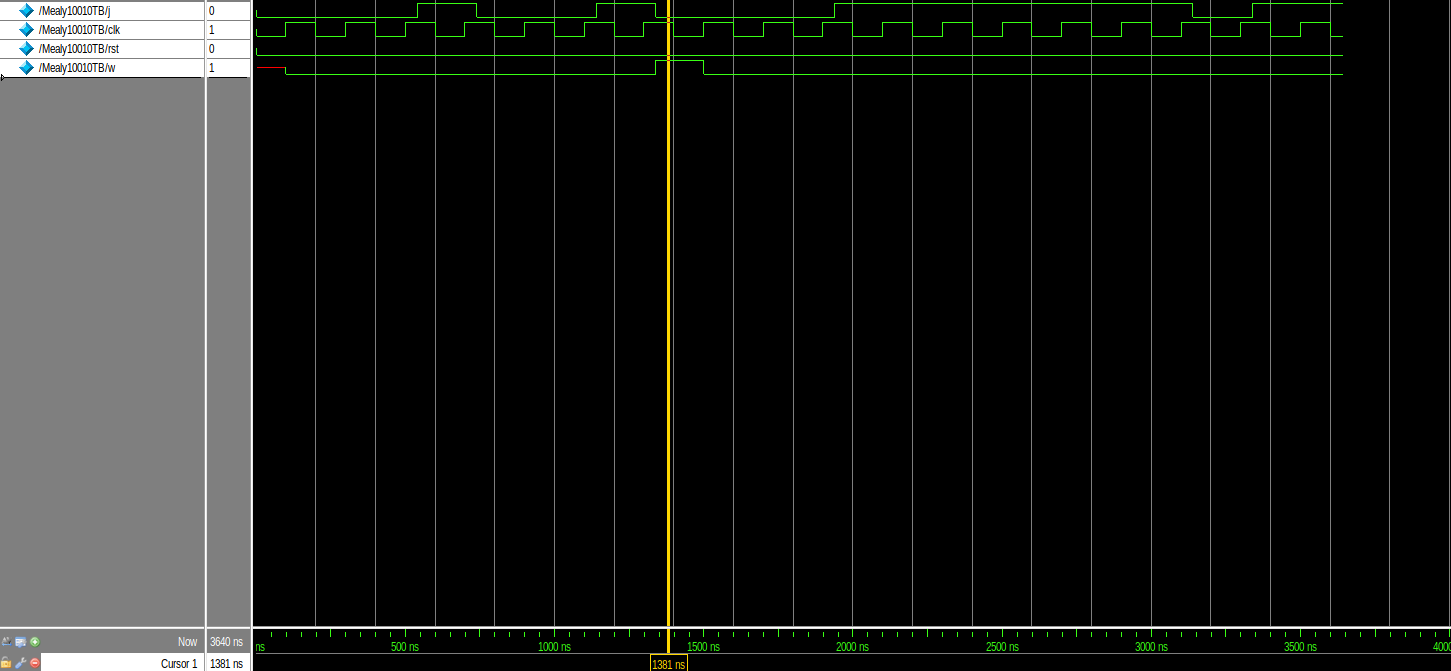 /Mealy10010TB/j 0
/Mealy10010TB/clk 1
/Mealy10010TB/rst 0
/Mealy10010TB/w 1
Now 3640 ns
ns 500 ns 1000 ns 1500 ns 2000 ns 2500 ns 3000 ns 3500 ns 4000
Cursor 1 1381 ns 1381 ns